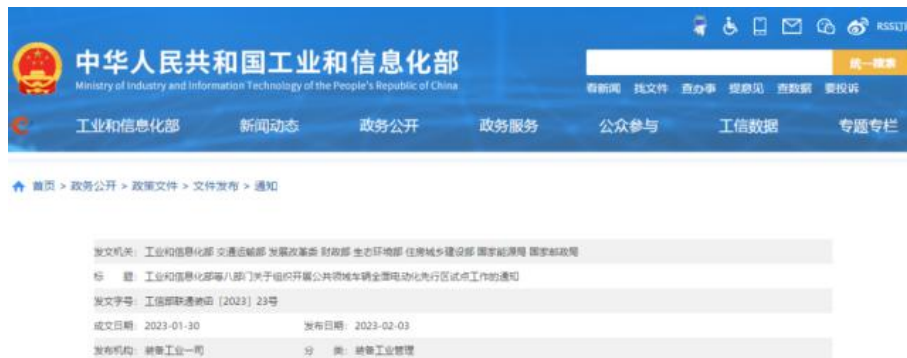 RSS订阅
中华人民共和国工业和信息化部
Ministry of Industry and Information Technology of the People's Republic of China
统一搜索
看新闻 找文件 查办事 提意见 查数据 要投诉
工业和信息化部 新闻动态 政务公开 政务服务 公众参与 工信数据 专题专栏
首页 > 政务公开 > 政策文件 > 文件发布 > 通知
发文机关: 工业和信息化部 交通运输部 发展改革委 财政部 生态环境部 住房城乡建设部 国家能源局 国家邮政局
标 题: 工业和信息化部等八部门关于组织开展公共领域车辆全面电动化先行区试点工作的通知
发文字号: 工信部联通装函〔2023〕23号
成文日期: 2023-01-30 发布日期: 2023-02-03
发布机构: 装备工业一司 分 类: 装备工业管理